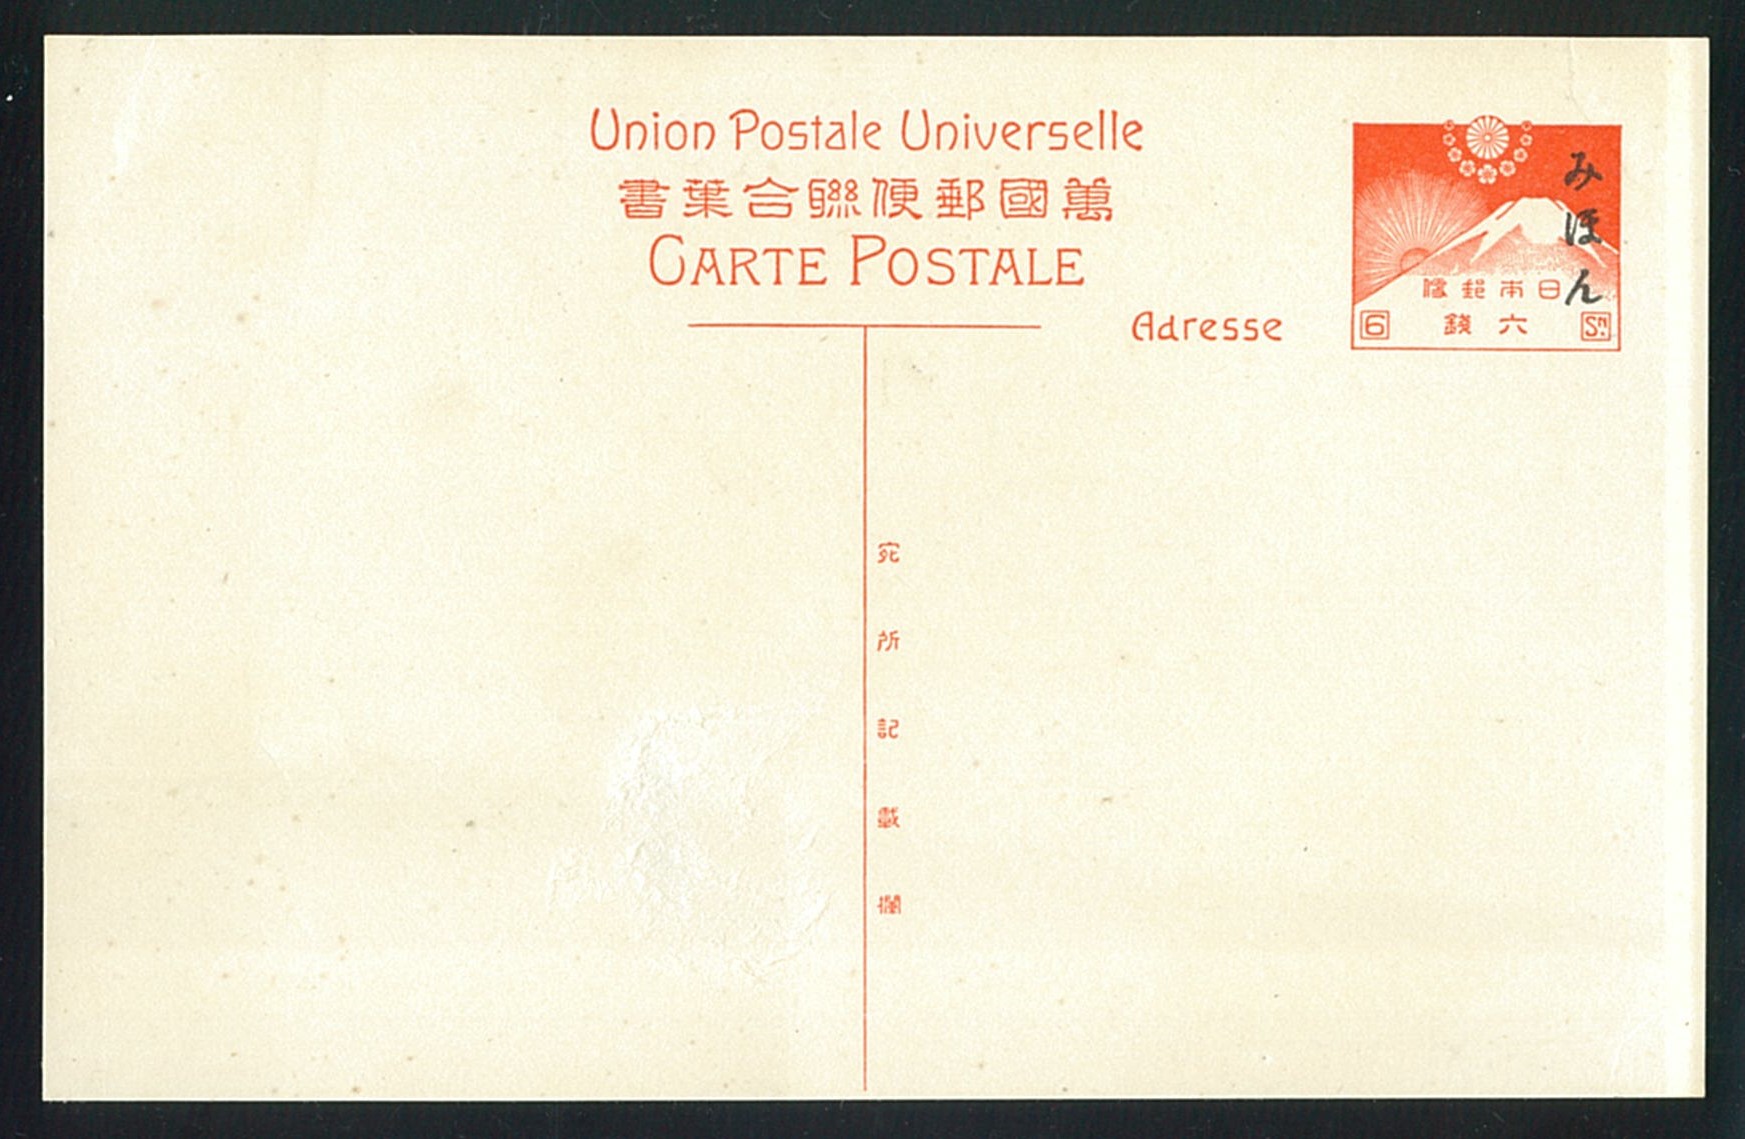 Union Postale Universelle
萬國郵便聯合葉書
CARTE POSTALE
Adresse
みほん
日本郵便
六錢
6
Sn.
宛所記載欄